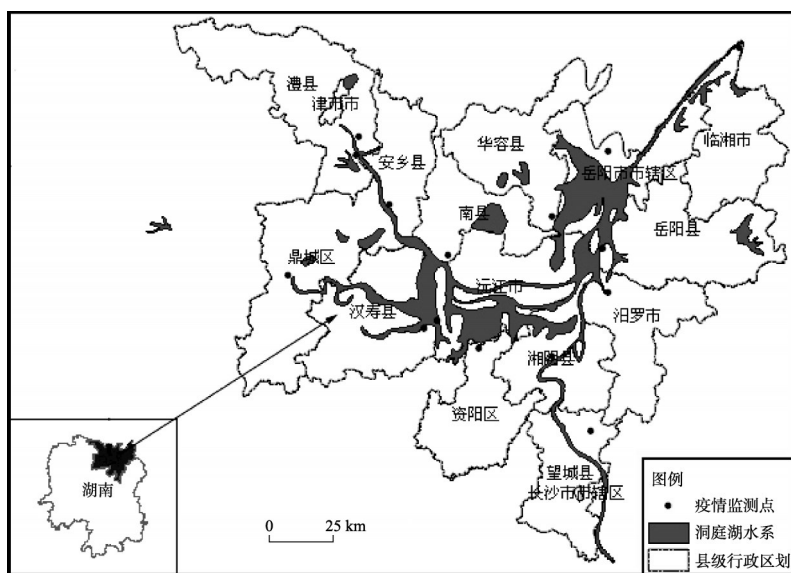 澧县
津市市
安乡县
华容县
临湘市
岳阳市市辖区
南县
岳阳县
鼎城区
沅江市
汉寿县
汨罗市
湘阴县
资阳区
望城县
长沙市市辖区
湖南
0 25 km
图例
疫情监测点
洞庭湖水系
县级行政区划